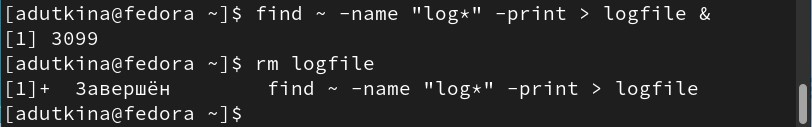 [adutkina@fedora ~]$ find ~ -name "log*" -print > logfile &
[1] 3099
[adutkina@fedora ~]$ rm logfile
[1]+  Завершён        find ~ -name "log*" -print > logfile
[adutkina@fedora ~]$